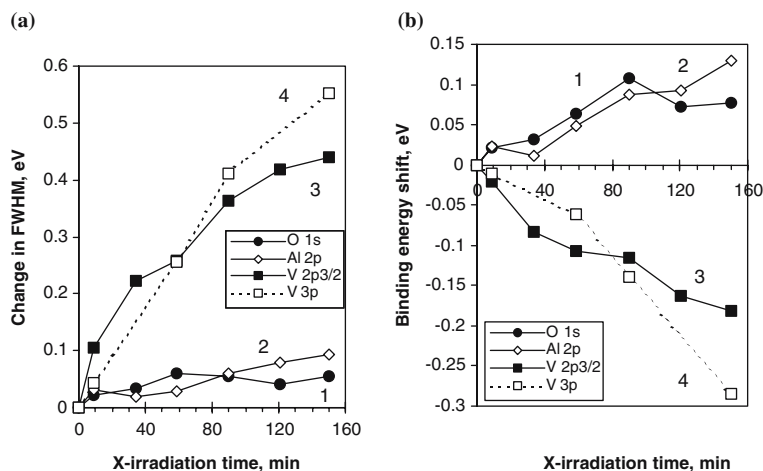 (a)
0.6
0.5
0.4
0.3
0.2
0.1
0
0 40 80 120 160
Change in FWHM, eV
X-irradiation time, min
4
3
2
1
O 1s
Al 2p
V 2p3/2
V 3p
(b)
0.15
0.1
0.05
0
-0.05
-0.1
-0.15
-0.2
-0.25
-0.3
0 40 80 120 160
Binding energy shift, eV
X-irradiation time, min
1
2
3
4
O 1s
Al 2p
V 2p3/2
V 3p